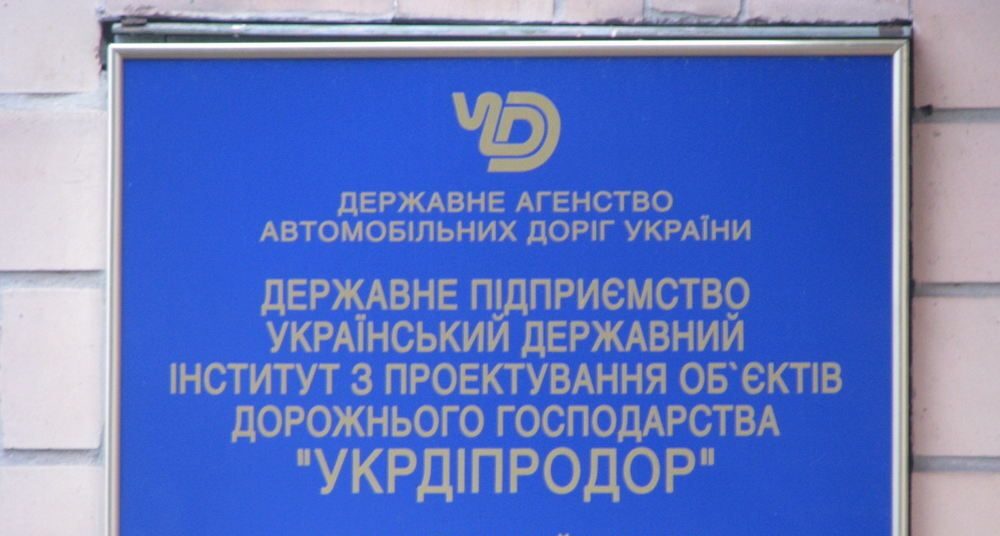 ДЕРЖАВНЕ АГЕНСТВО
АВТОМОБІЛЬНИХ ДОРІГ УКРАЇНИ
ДЕРЖАВНЕ ПІДПРИЄМСТВО
УКРАЇНСЬКИЙ ДЕРЖАВНИЙ
ІНСТИТУТ З ПРОЕКТУВАННЯ ОБ`ЄКТІВ
ДОРОЖНЬОГО ГОСПОДАРСТВА
"УКРДІПРОДОР"